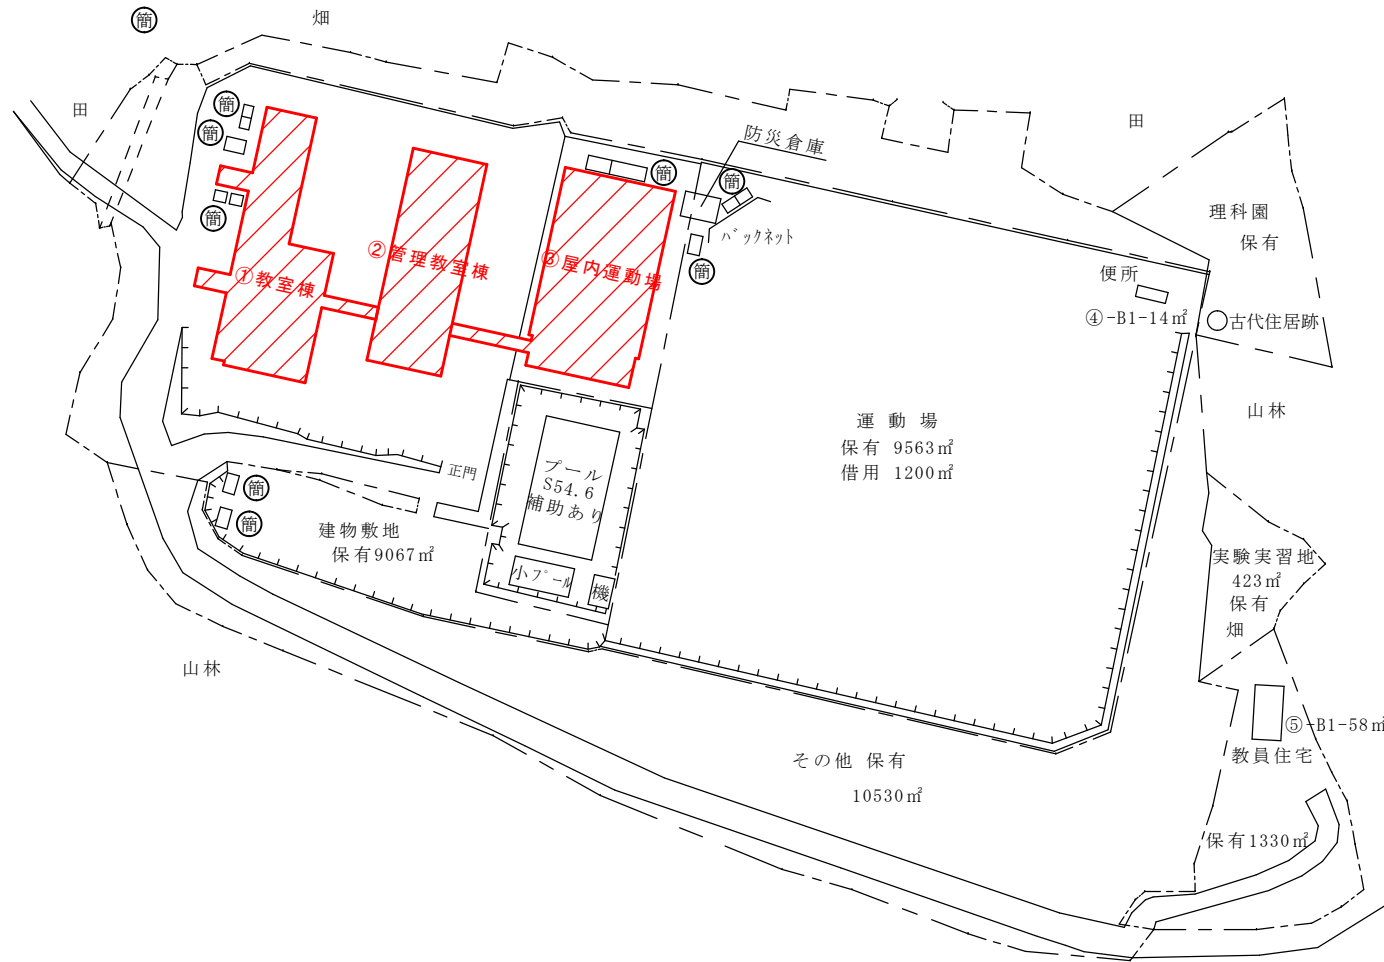 簡
畑
田
簡
簡
簡
防災倉庫
簡
簡
田
バックネット
簡
理科園
保有
便所
④-B1-14㎡
古代住居跡
①教室棟
②管理教室棟
③屋内運動場
山林
運動場
保有 9563㎡
借用 1200㎡
正門
プール
S54.6
補助あり
簡
簡
建物敷地
保有9067㎡
小プール
機
実験実習地
423㎡
保有
畑
山林
⑤-B1-58㎡
教員住宅
その他 保有
10530㎡
保有1330㎡